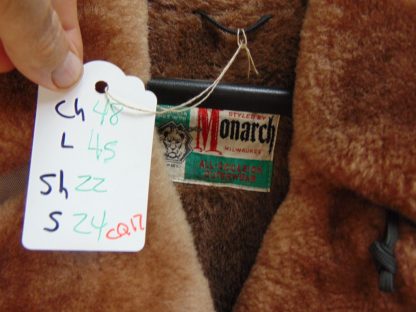 Ch 48
L 45
Sh 22
S 24 CQ17
STYLED BY
Monarch
MILWAUKEE